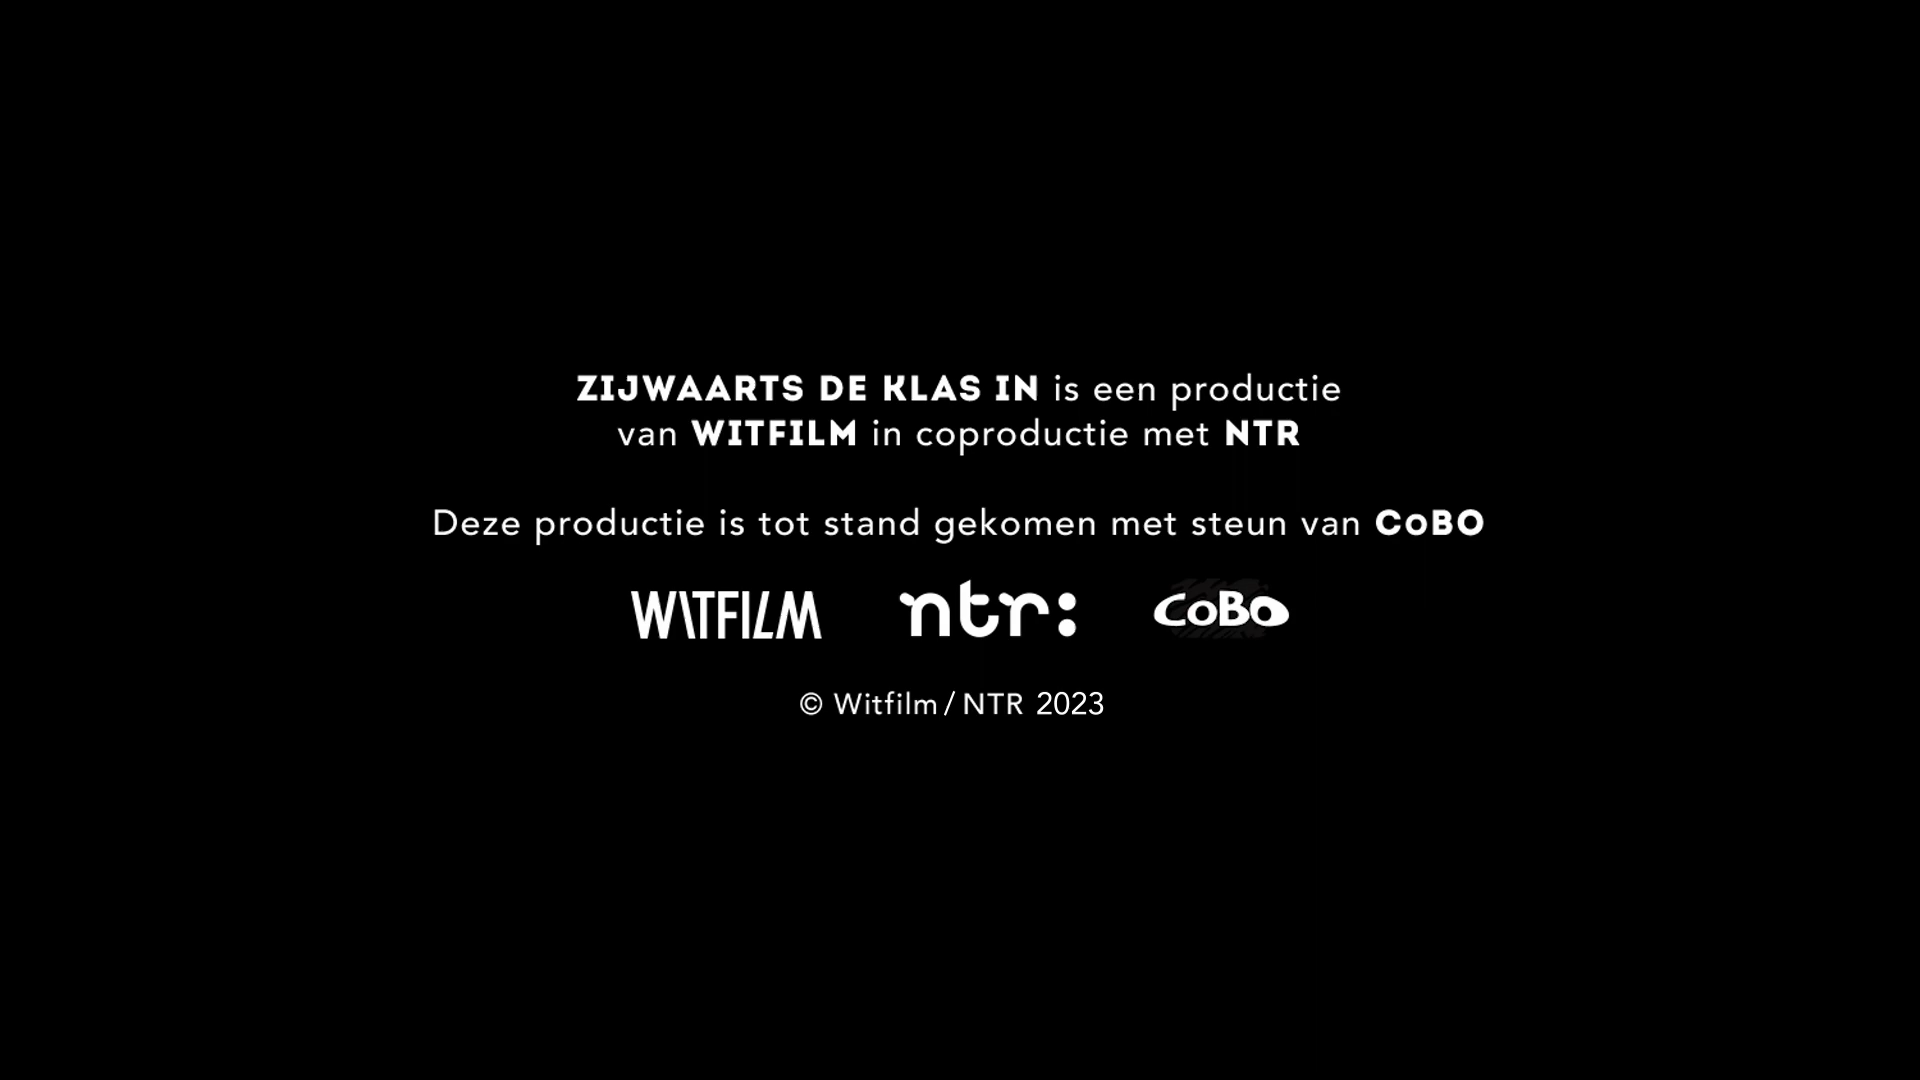 ZIJWAARTS DE KLAS IN is een productie
van WITFILM in coproductie met NTR
Deze productie is tot stand gekomen met steun van CoBO
WITFILM ntr: CoBO
© Witfilm / NTR 2023